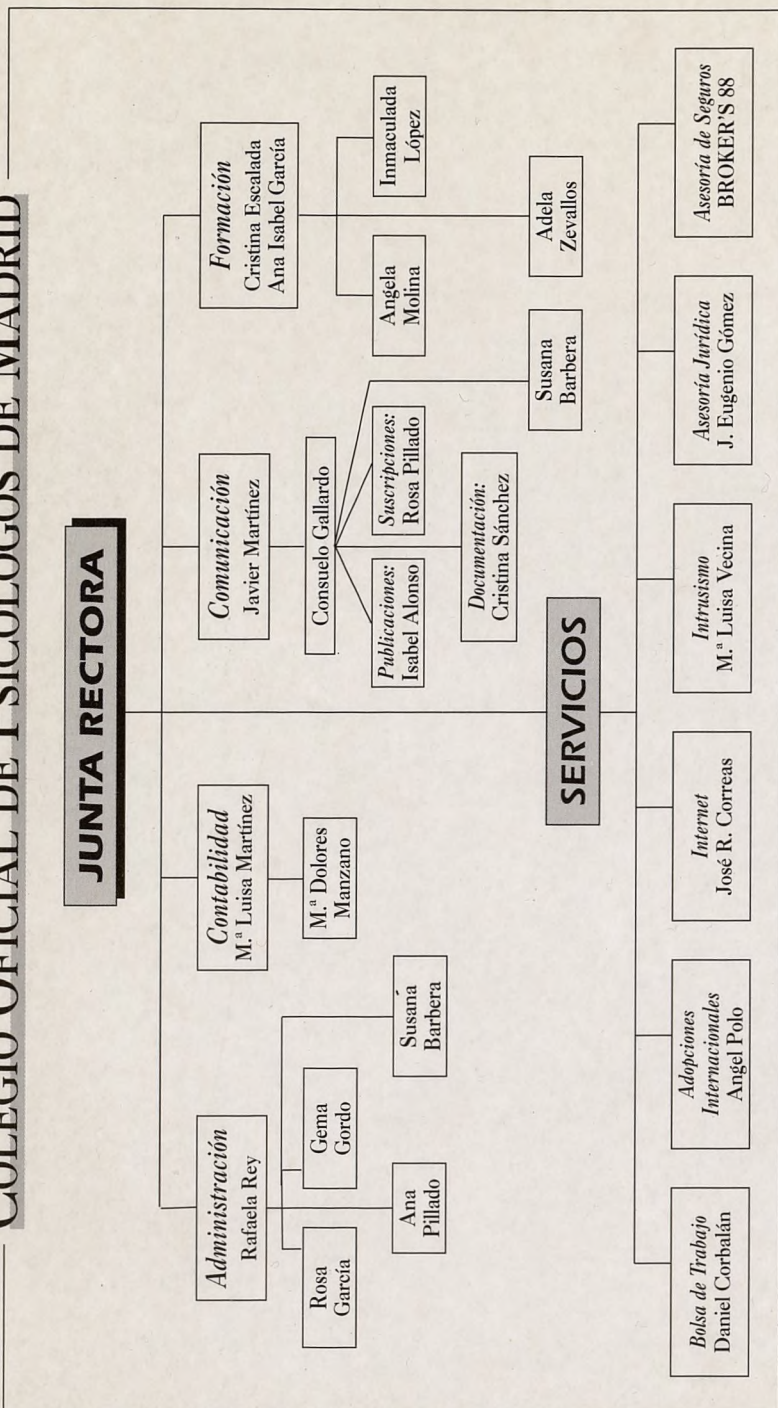 COLEGIO OFICIAL DE PSICÓLOGOS DE MADRID
JUNTA RECTORA
Administración
Rafaela Rey
Rosa
García
Gema
Gordo
Ana
Pillado
Susana
Barbera
Contabilidad
M.ª Luisa Martínez
M.ª Dolores
Manzano
Comunicación
Javier Martínez
Consuelo Gallardo
Publicaciones:
Isabel Alonso
Suscripciones:
Rosa Pillado
Documentación:
Cristina Sánchez
Susana
Barbera
Formación
Cristina Escalada
Ana Isabel García
Angela
Molina
Inmaculada
López
Adela
Zevallos
SERVICIOS
Bolsa de Trabajo
Daniel Corbalán
Adopciones
Internacionales
Angel Polo
Internet
José R. Correas
Intrusismo
M.ª Luisa Vecina
Asesoría Jurídica
J. Eugenio Gómez
Asesoría de Seguros
BROKER'S 88